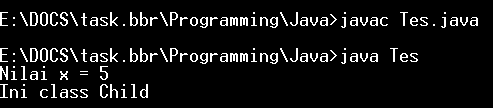 E:\DOCS\task.bbr\Programming\Java>javac Tes.java
E:\DOCS\task.bbr\Programming\Java>java Tes
Nilai x = 5
Ini class Child